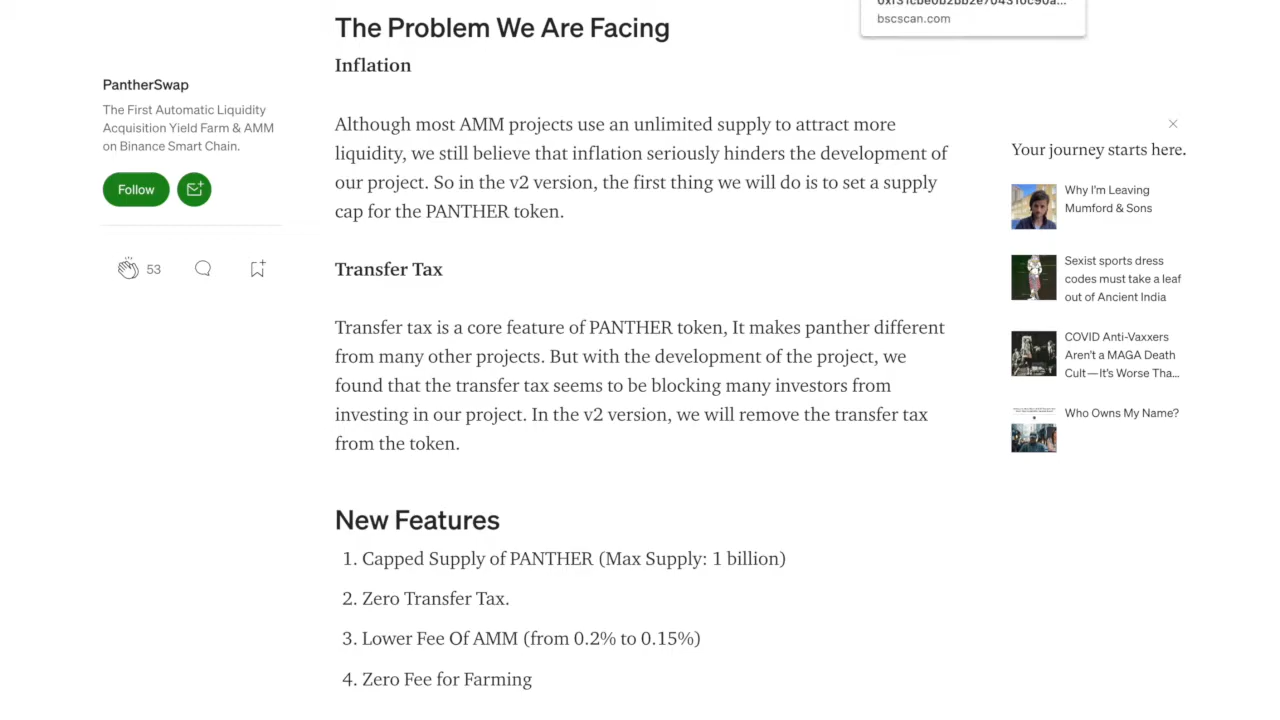 The Problem We Are Facing
bscscan.com
Inflation
PantherSwap
The First Automatic Liquidity
Acquisition Yield Farm & AMM
on Binance Smart Chain.
Follow
53
Although most AMM projects use an unlimited supply to attract more
liquidity, we still believe that inflation seriously hinders the development of
our project. So in the v2 version, the first thing we will do is to set a supply
cap for the PANTHER token.
Transfer Tax
Transfer tax is a core feature of PANTHER token, It makes panther different
from many other projects. But with the development of the project, we
found that the transfer tax seems to be blocking many investors from
investing in our project. In the v2 version, we will remove the transfer tax
from the token.
New Features
1. Capped Supply of PANTHER (Max Supply: 1 billion)
2. Zero Transfer Tax.
3. Lower Fee Of AMM (from 0.2% to 0.15%)
4. Zero Fee for Farming
Your journey starts here.
Why I'm Leaving
Mumford & Sons
Sexist sports dress
codes must take a leaf
out of Ancient India
COVID Anti-Vaxxers
Aren't a MAGA Death
Cult—It's Worse Tha...
Who Owns My Name?